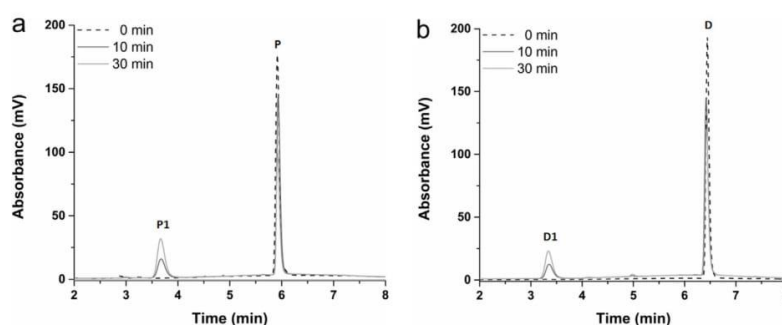 a
0 min
10 min
30 min
P
P1
Absorbance (mV)
200
150
100
50
0
2 3 4 5 6 7 8
Time (min)
b
0 min
10 min
30 min
D
D1
Absorbance (mV)
200
150
100
50
0
2 3 4 5 6 7
Time (min)